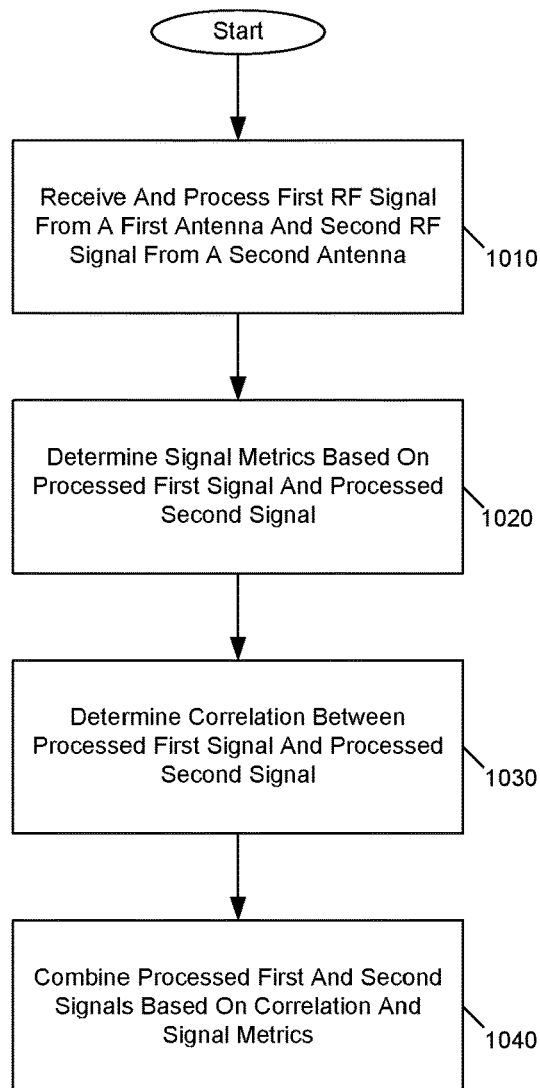 Start
Receive And Process First RF Signal
From A First Antenna And Second RF
Signal From A Second Antenna
1010
Determine Signal Metrics Based On
Processed First Signal And Processed
Second Signal
1020
Determine Correlation Between
Processed First Signal And Processed
Second Signal
1030
Combine Processed First And Second
Signals Based On Correlation And
Signal Metrics
1040